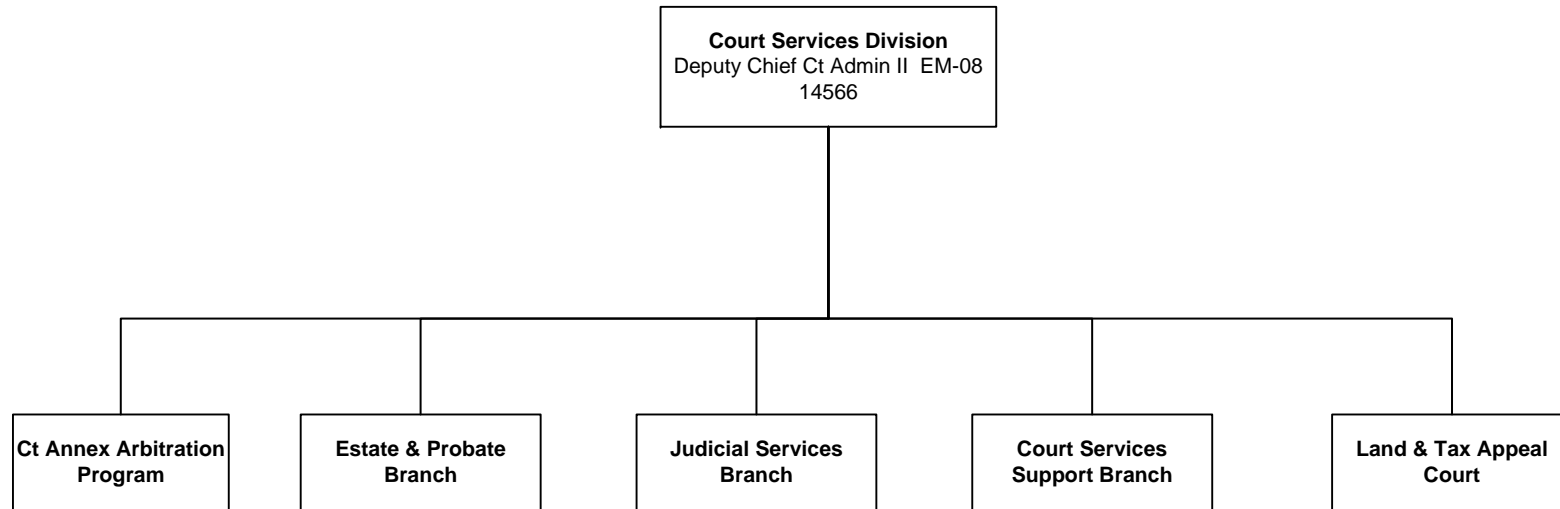 Court Services Division
Deputy Chief Ct Admin II EM-08
14566
Ct Annex Arbitration
Program
Estate & Probate
Branch
Judicial Services
Branch
Court Services
Support Branch
Land & Tax Appeal
Court